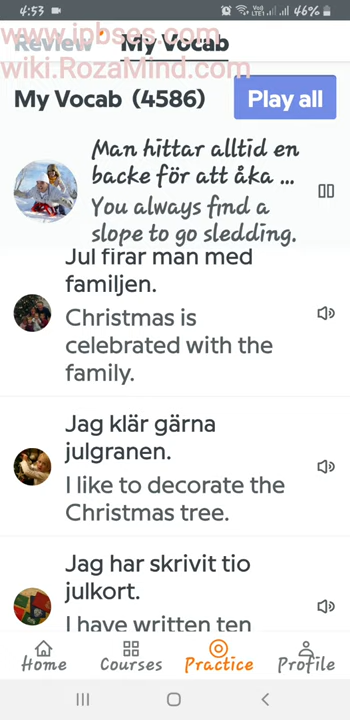 4:53 46%
www.ipbses.com
wiki.RozaMind.com
Review My Vocab
My Vocab (4586) Play all
Man hittar alltid en
backe för att åka ...
You always find a
slope to go sledding.
Jul firar man med
familjen.
Christmas is
celebrated with the
family.
Jag klär gärna
julgranen.
I like to decorate the
Christmas tree.
Jag har skrivit tio
julkort.
I have written ten
Home Courses Practice Profile